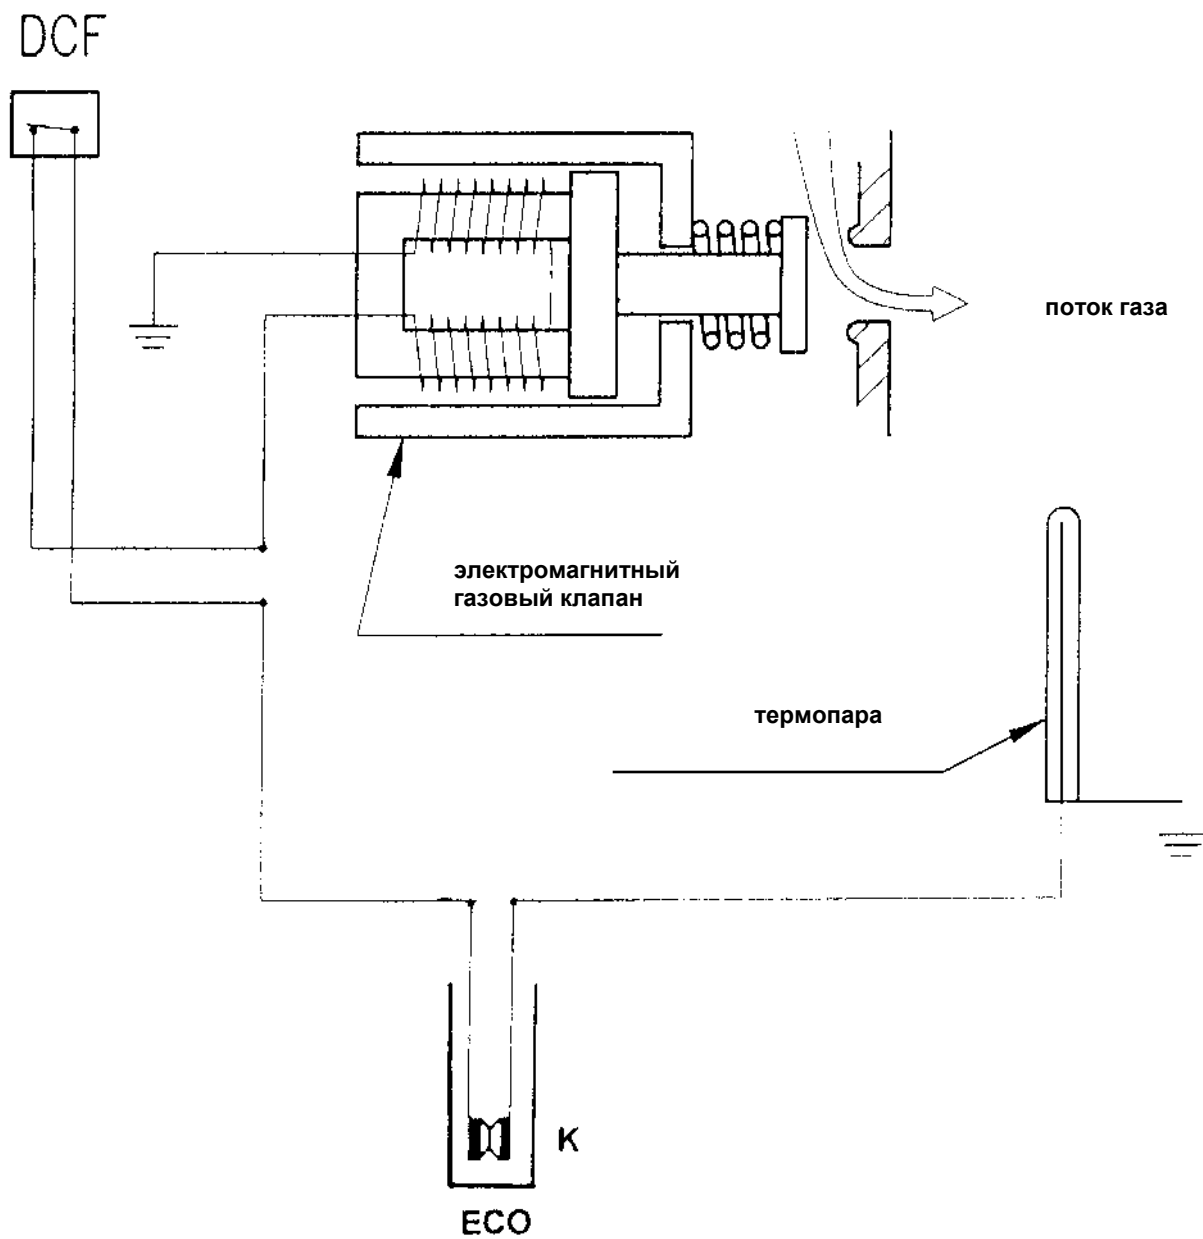 DCF
поток газа
электромагнитный
газовый клапан
термопара
K
ECO